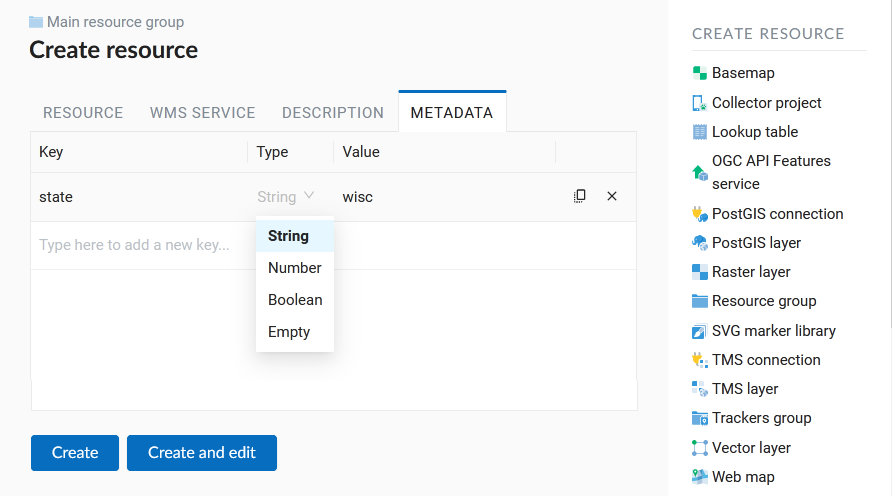 Main resource group
Create resource
RESOURCE WMS SERVICE DESCRIPTION METADATA
Key Type Value
state String wisc
Type here to add a new key...
String
Number
Boolean
Empty
Create Create and edit
CREATE RESOURCE
Basemap
Collector project
Lookup table
OGC API Features
service
PostGIS connection
PostGIS layer
Raster layer
Resource group
SVG marker library
TMS connection
TMS layer
Trackers group
Vector layer
Web map